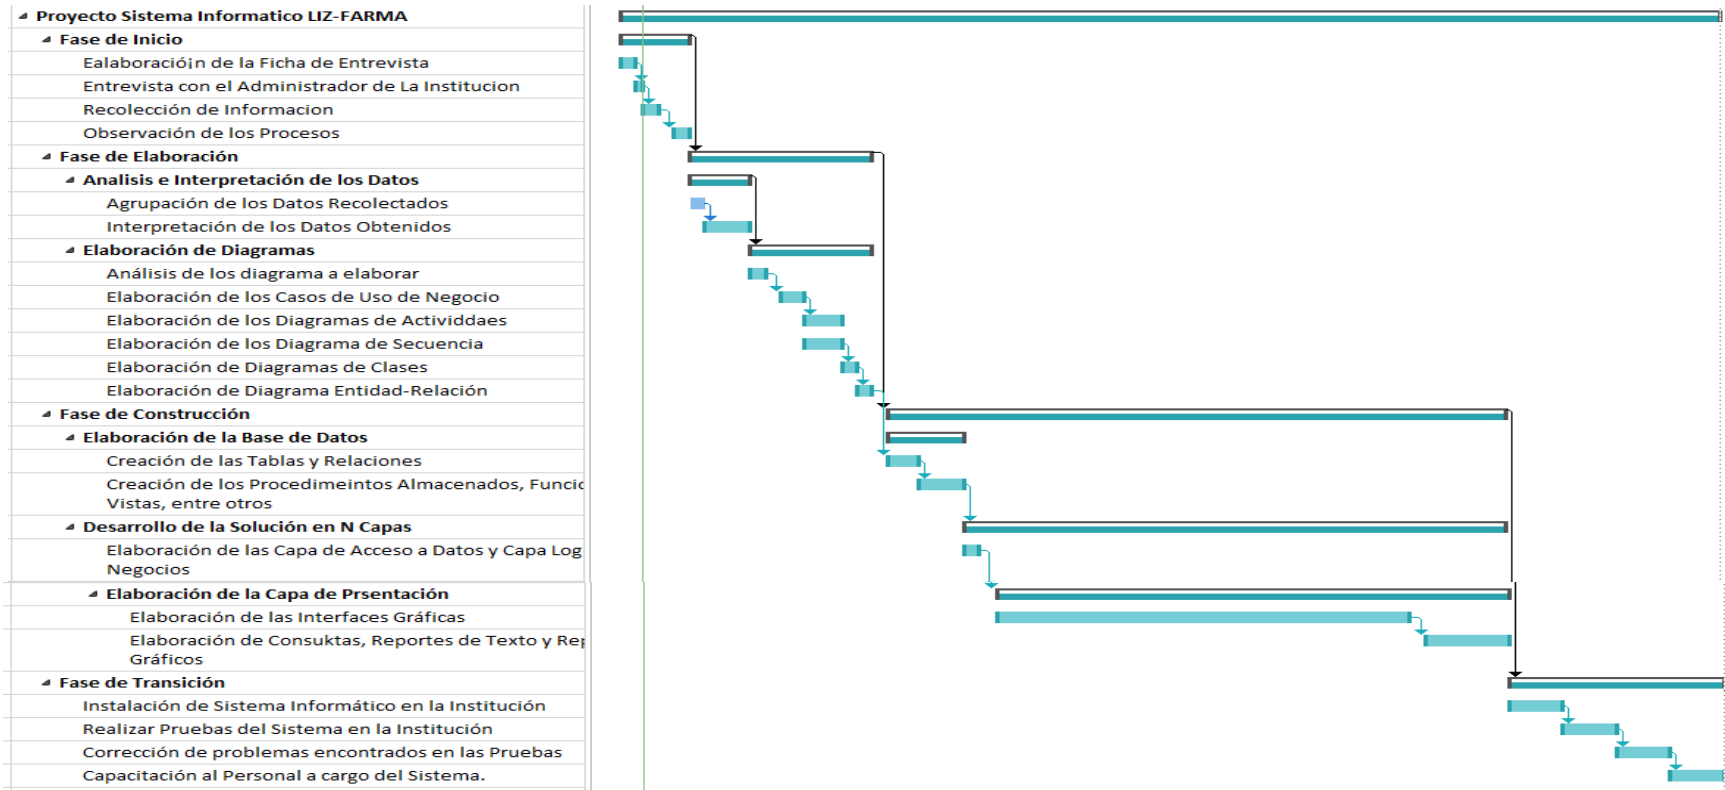 Proyecto Sistema Informatico LIZ-FARMA
Fase de Inicio
Ealaboració¡n de la Ficha de Entrevista
Entrevista con el Administrador de La Institucion
Recolección de Informacion
Observación de los Procesos
Fase de Elaboración
Analisis e Interpretación de los Datos
Agrupación de los Datos Recolectados
Interpretación de los Datos Obtenidos
Elaboración de Diagramas
Análisis de los diagrama a elaborar
Elaboración de los Casos de Uso de Negocio
Elaboración de los Diagramas de Actividdaes
Elaboración de los Diagrama de Secuencia
Elaboración de Diagramas de Clases
Elaboración de Diagrama Entidad-Relación
Fase de Construcción
Elaboración de la Base de Datos
Creación de las Tablas y Relaciones
Creación de los Procedimeintos Almacenados, Funcic
Vistas, entre otros
Desarrollo de la Solución en N Capas
Elaboración de las Capa de Acceso a Datos y Capa Log
Negocios
Elaboración de la Capa de Prsentación
Elaboración de las Interfaces Gráficas
Elaboración de Consuktas, Reportes de Texto y Rep
Gráficos
Fase de Transición
Instalación de Sistema Informático en la Institución
Realizar Pruebas del Sistema en la Institución
Corrección de problemas encontrados en las Pruebas
Capacitación al Personal a cargo del Sistema.